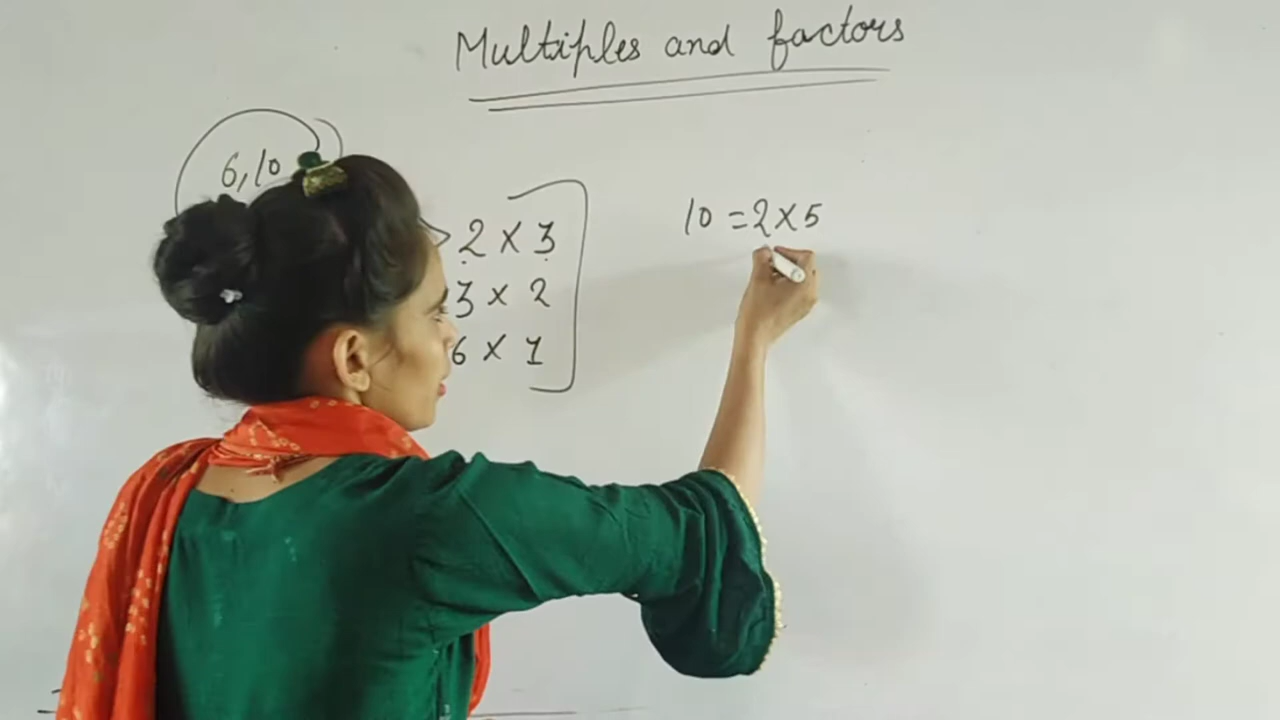 Multiples and factors
6, 10
2 × 3
3 × 2
6 × 1
10 = 2 × 5